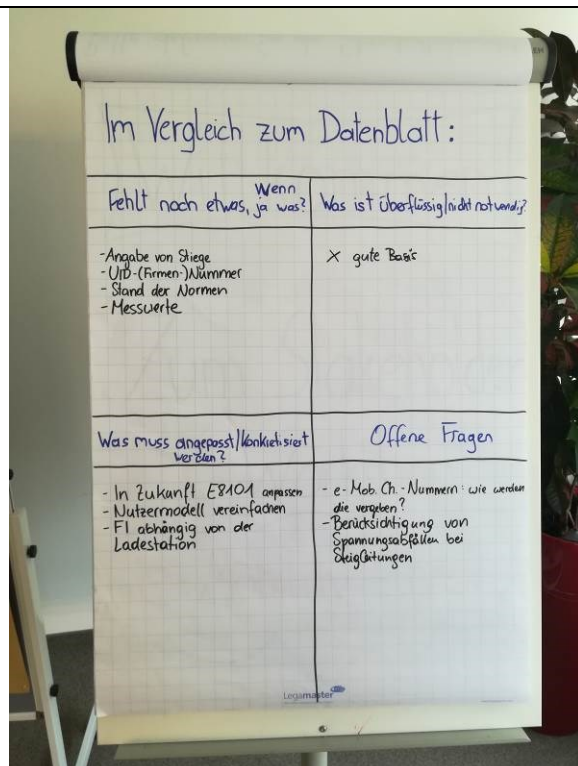 Im Vergleich zum Datenblatt:
Fehlt noch etwas, Wenn
ja was?
Was ist überflüssig/nicht notwendig?
- Angabe von Stiege
- UID-(Firmen-)Nummer
- Stand der Normen
- Messwerte
X gute Basis
Was muss angepasst/konkretisiert
werden?
Offene Fragen
- In Zukunft E8101 anpassen
- Nutzermodell vereinfachen
- FI abhängig von der
Ladestation
- e-Mob. Ch.-Nummern: wie werden
die vergeben?
- Berücksichtigung von
Spannungsabfällen bei
Steigleitungen
Legamaster